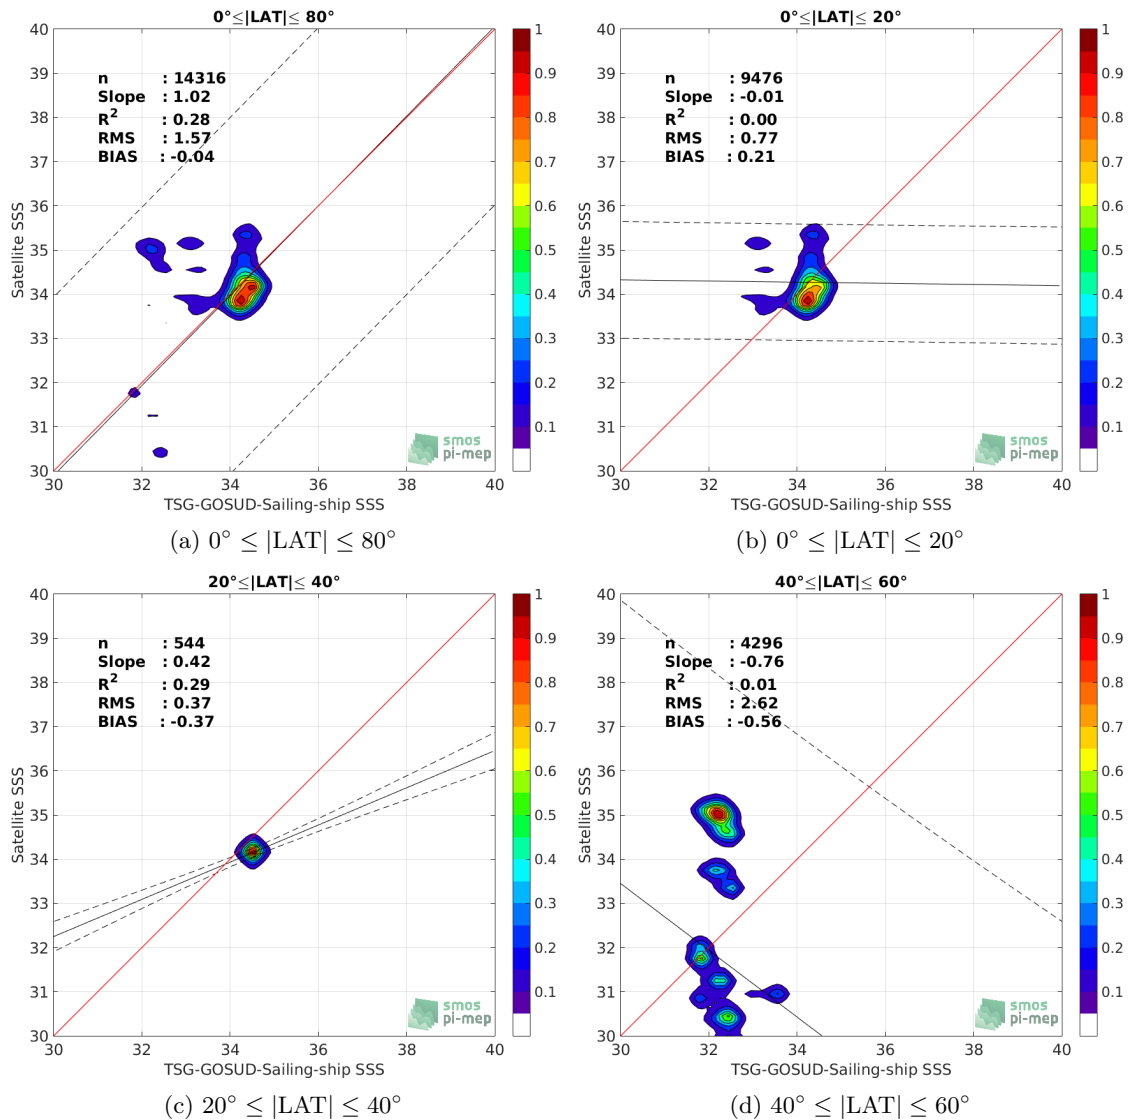 0°≤|LAT|≤ 80°
40
39
38
37
36
35
34
33
32
31
30
Satellite SSS
n : 14316
Slope : 1.02
R2 : 0.28
RMS : 1.57
BIAS : -0.04
smos
pi-mep
30 32 34 36 38 40
TSG-GOSUD-Sailing-ship SSS
1
0.9
0.8
0.7
0.6
0.5
0.4
0.3
0.2
0.1
(a) 0° ≤ |LAT| ≤ 80°
0°≤|LAT|≤ 20°
40
39
38
37
36
35
34
33
32
31
30
Satellite SSS
n : 9476
Slope : -0.01
R2 : 0.00
RMS : 0.77
BIAS : 0.21
smos
pi-mep
30 32 34 36 38 40
TSG-GOSUD-Sailing-ship SSS
1
0.9
0.8
0.7
0.6
0.5
0.4
0.3
0.2
0.1
(b) 0° ≤ |LAT| ≤ 20°
20°≤|LAT|≤ 40°
40
39
38
37
36
35
34
33
32
31
30
Satellite SSS
n : 544
Slope : 0.42
R2 : 0.29
RMS : 0.37
BIAS : -0.37
smos
pi-mep
30 32 34 36 38 40
TSG-GOSUD-Sailing-ship SSS
1
0.9
0.8
0.7
0.6
0.5
0.4
0.3
0.2
0.1
(c) 20° ≤ |LAT| ≤ 40°
40°≤|LAT|≤ 60°
40
39
38
37
36
35
34
33
32
31
30
Satellite SSS
n : 4296
Slope : -0.76
R2 : 0.01
RMS : 2.62
BIAS : -0.56
smos
pi-mep
30 32 34 36 38 40
TSG-GOSUD-Sailing-ship SSS
1
0.9
0.8
0.7
0.6
0.5
0.4
0.3
0.2
0.1
(d) 40° ≤ |LAT| ≤ 60°